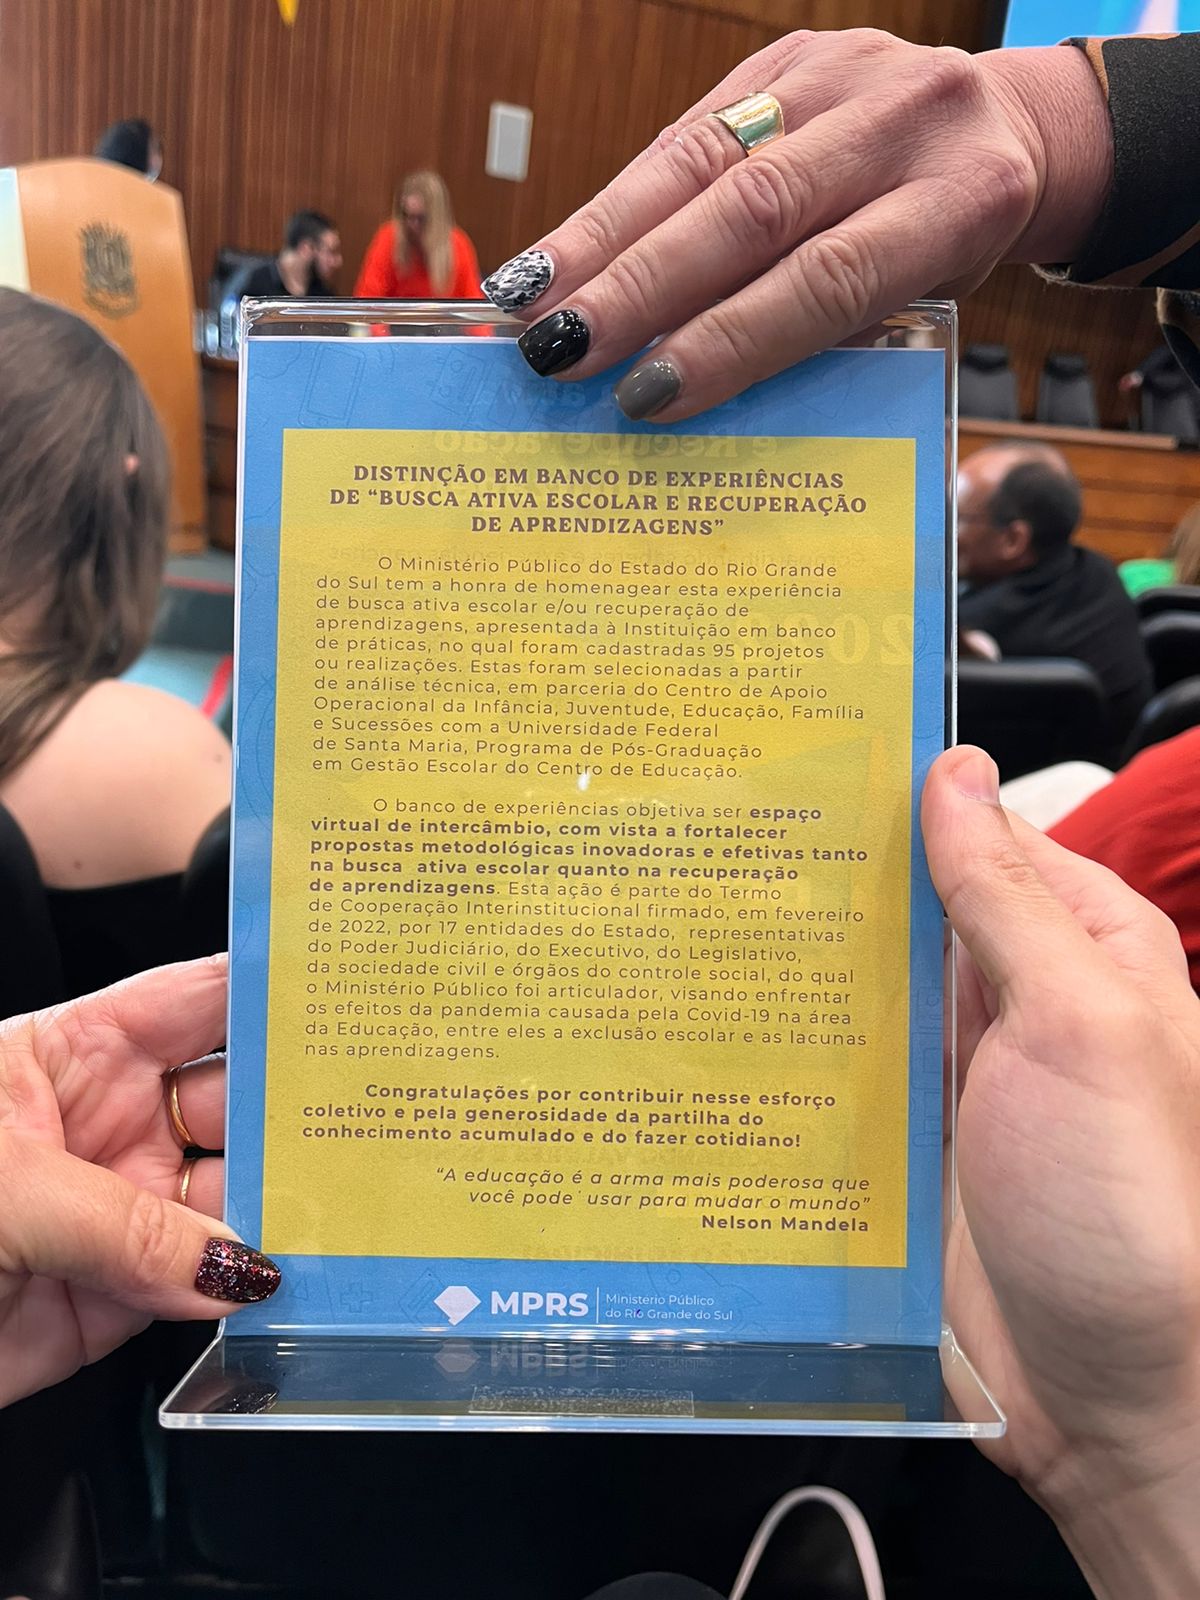 DISTINÇÃO EM BANCO DE EXPERIÊNCIAS
DE “BUSCA ATIVA ESCOLAR E RECUPERAÇÃO
DE APRENDIZAGENS”
O Ministério Público do Estado do Rio Grande
do Sul tem a honra de homenagear esta experiência
de busca ativa escolar e/ou recuperação de
aprendizagens, apresentada à Instituição em banco
de práticas, no qual foram cadastradas 95 projetos
ou realizações. Estas foram selecionadas a partir
de análise técnica, em parceria do Centro de Apoio
Operacional da Infância, Juventude, Educação, Família
e Sucessões com a Universidade Federal
de Santa Maria, Programa de Pós-Graduação
em Gestão Escolar do Centro de Educação.
O banco de experiências objetiva ser espaço
virtual de intercâmbio, com vista a fortalecer
propostas metodológicas inovadoras e efetivas tanto
na busca ativa escolar quanto na recuperação
de aprendizagens. Esta ação é parte do Termo
de Cooperação Interinstitucional firmado, em fevereiro
de 2022, por 17 entidades do Estado, representativas
do Poder Judiciário, do Executivo, do Legislativo,
da sociedade civil e órgãos do controle social, do qual
o Ministério Público foi articulador, visando enfrentar
os efeitos da pandemia causada pela Covid-19 na área
da Educação, entre eles a exclusão escolar e as lacunas
nas aprendizagens.
Congratulações por contribuir nesse esforço
coletivo e pela generosidade da partilha do
conhecimento acumulado e do fazer cotidiano!
“A educação é a arma mais poderosa que
você pode usar para mudar o mundo”
Nelson Mandela
MPRS
Ministerio Público
do Rio Grande do Sul